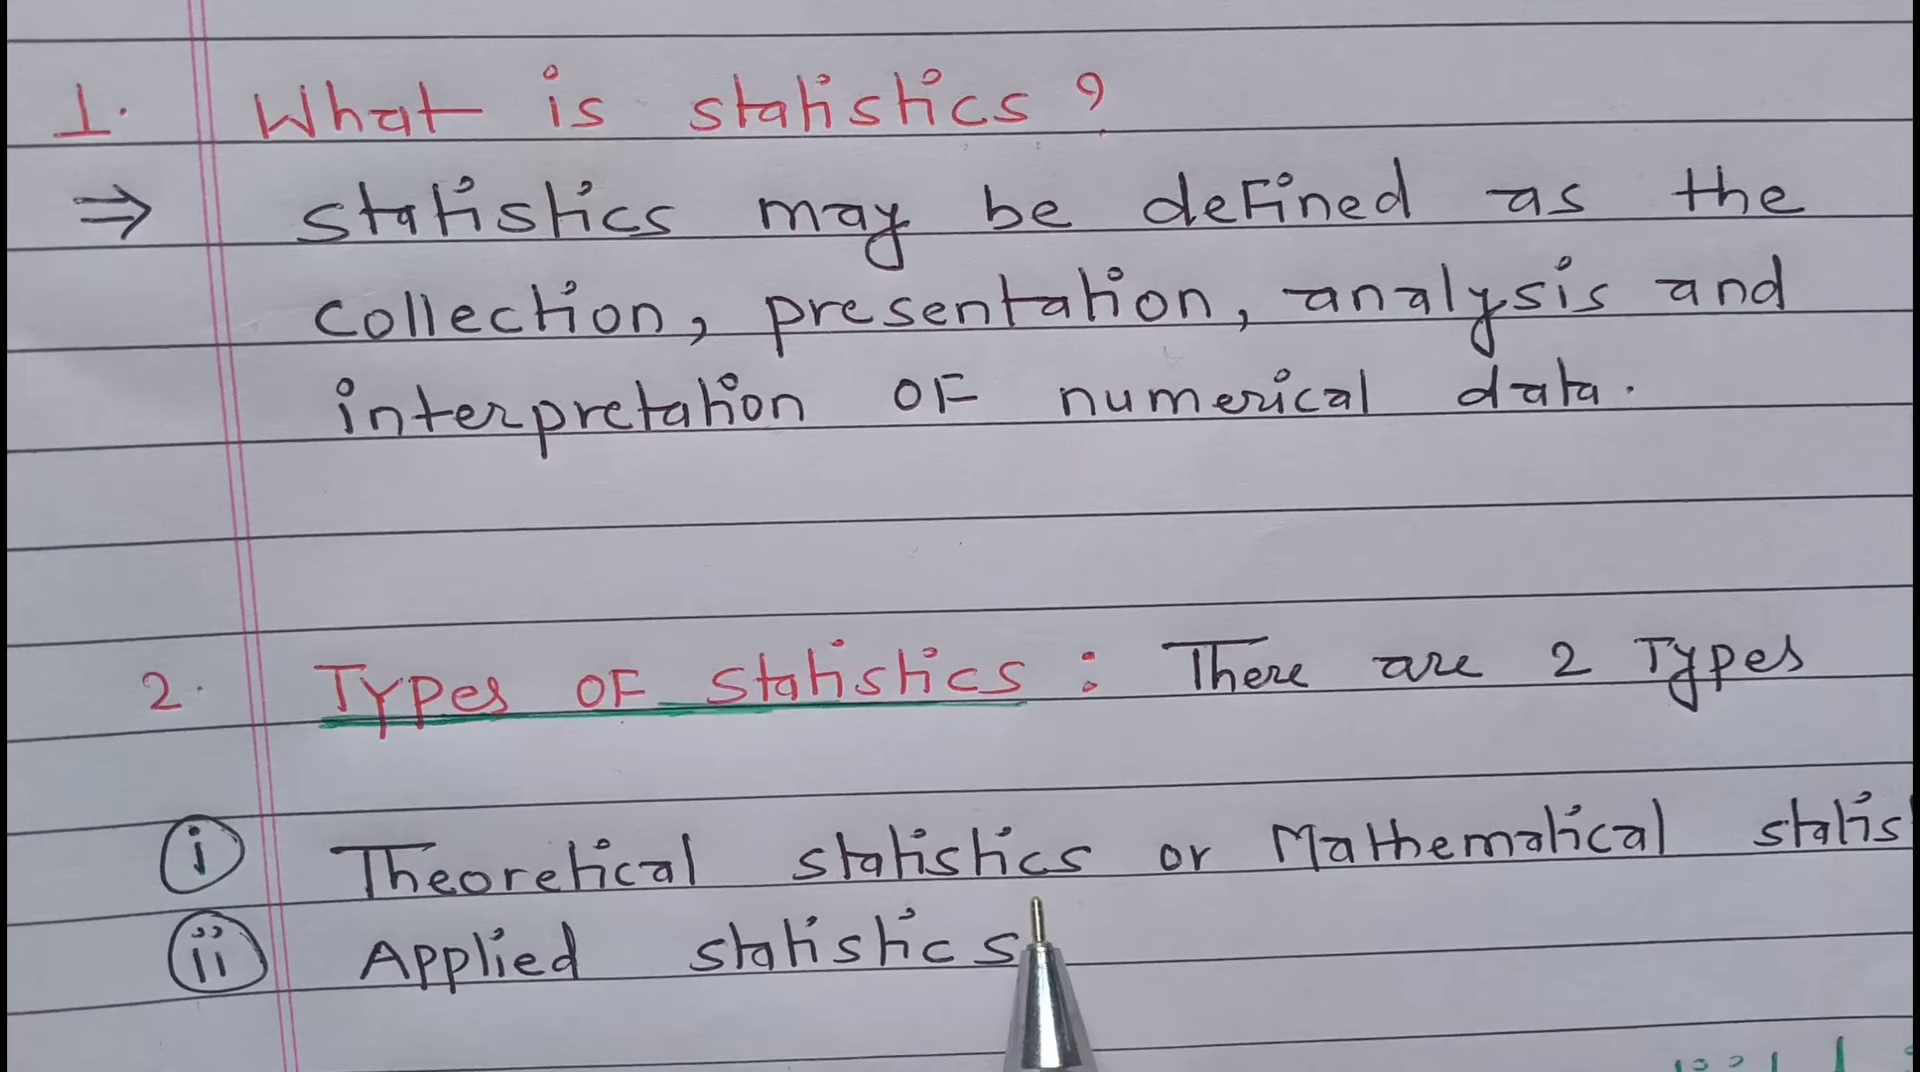 1. What is statistics?
⇒ statistics may be defined as the
collection, presentation, analysis and
interpretation of numerical data.
2. Types of statistics : There are 2 Types
(i) Theoretical statistics or Mathematical statis
(ii) Applied statistics